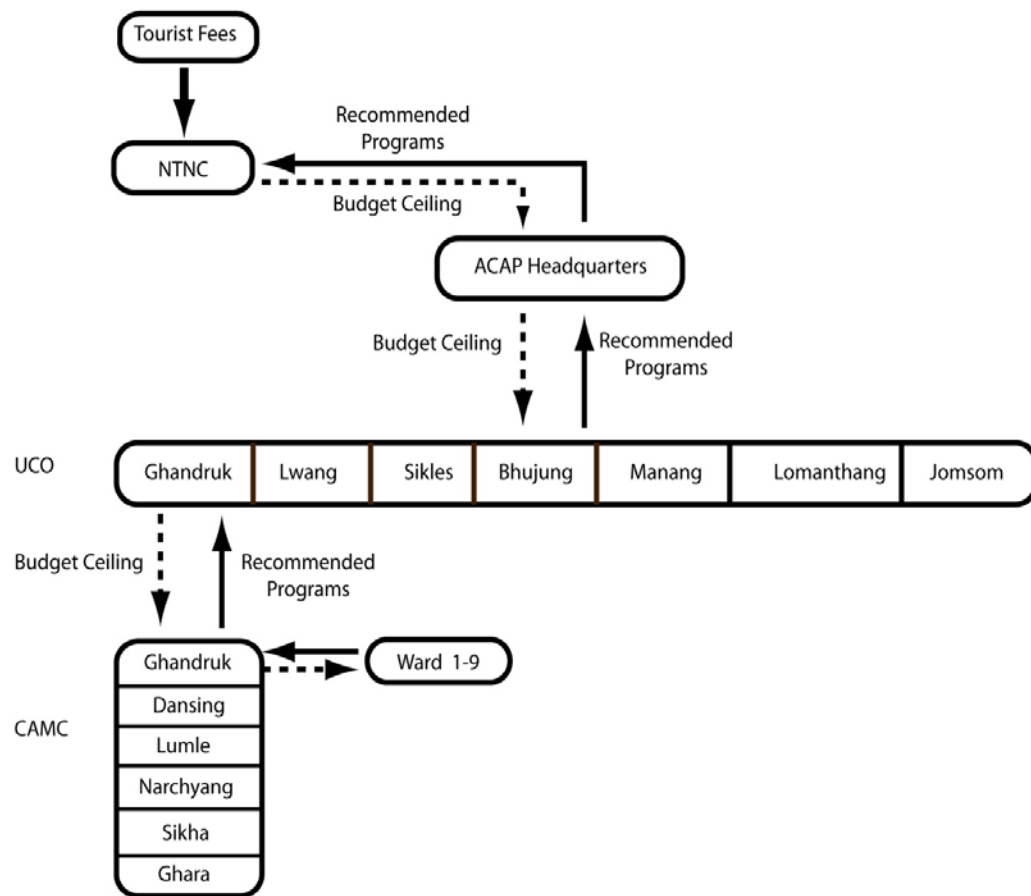 Tourist Fees
Recommended
Programs
NTNC
Budget Ceiling
ACAP Headquarters
Budget Ceiling
Recommended
Programs
UCO
Ghandruk
Lwang
Sikles
Bhujung
Manang
Lomanthang
Jomsom
Budget Ceiling
Recommended
Programs
Ghandruk
Ward 1-9
Dansing
CAMC
Lumle
Narchyang
Sikha
Ghara